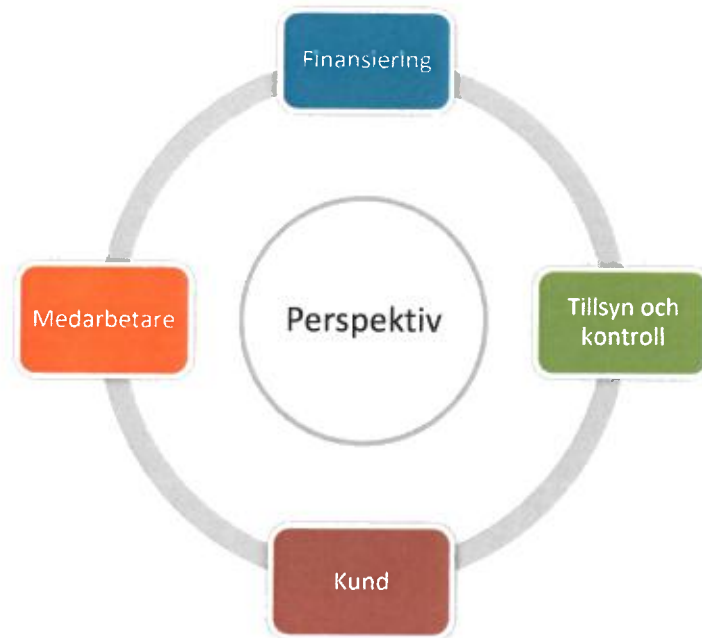 Finansiering
Medarbetare
Perspektiv
Tillsyn och
kontroll
Kund